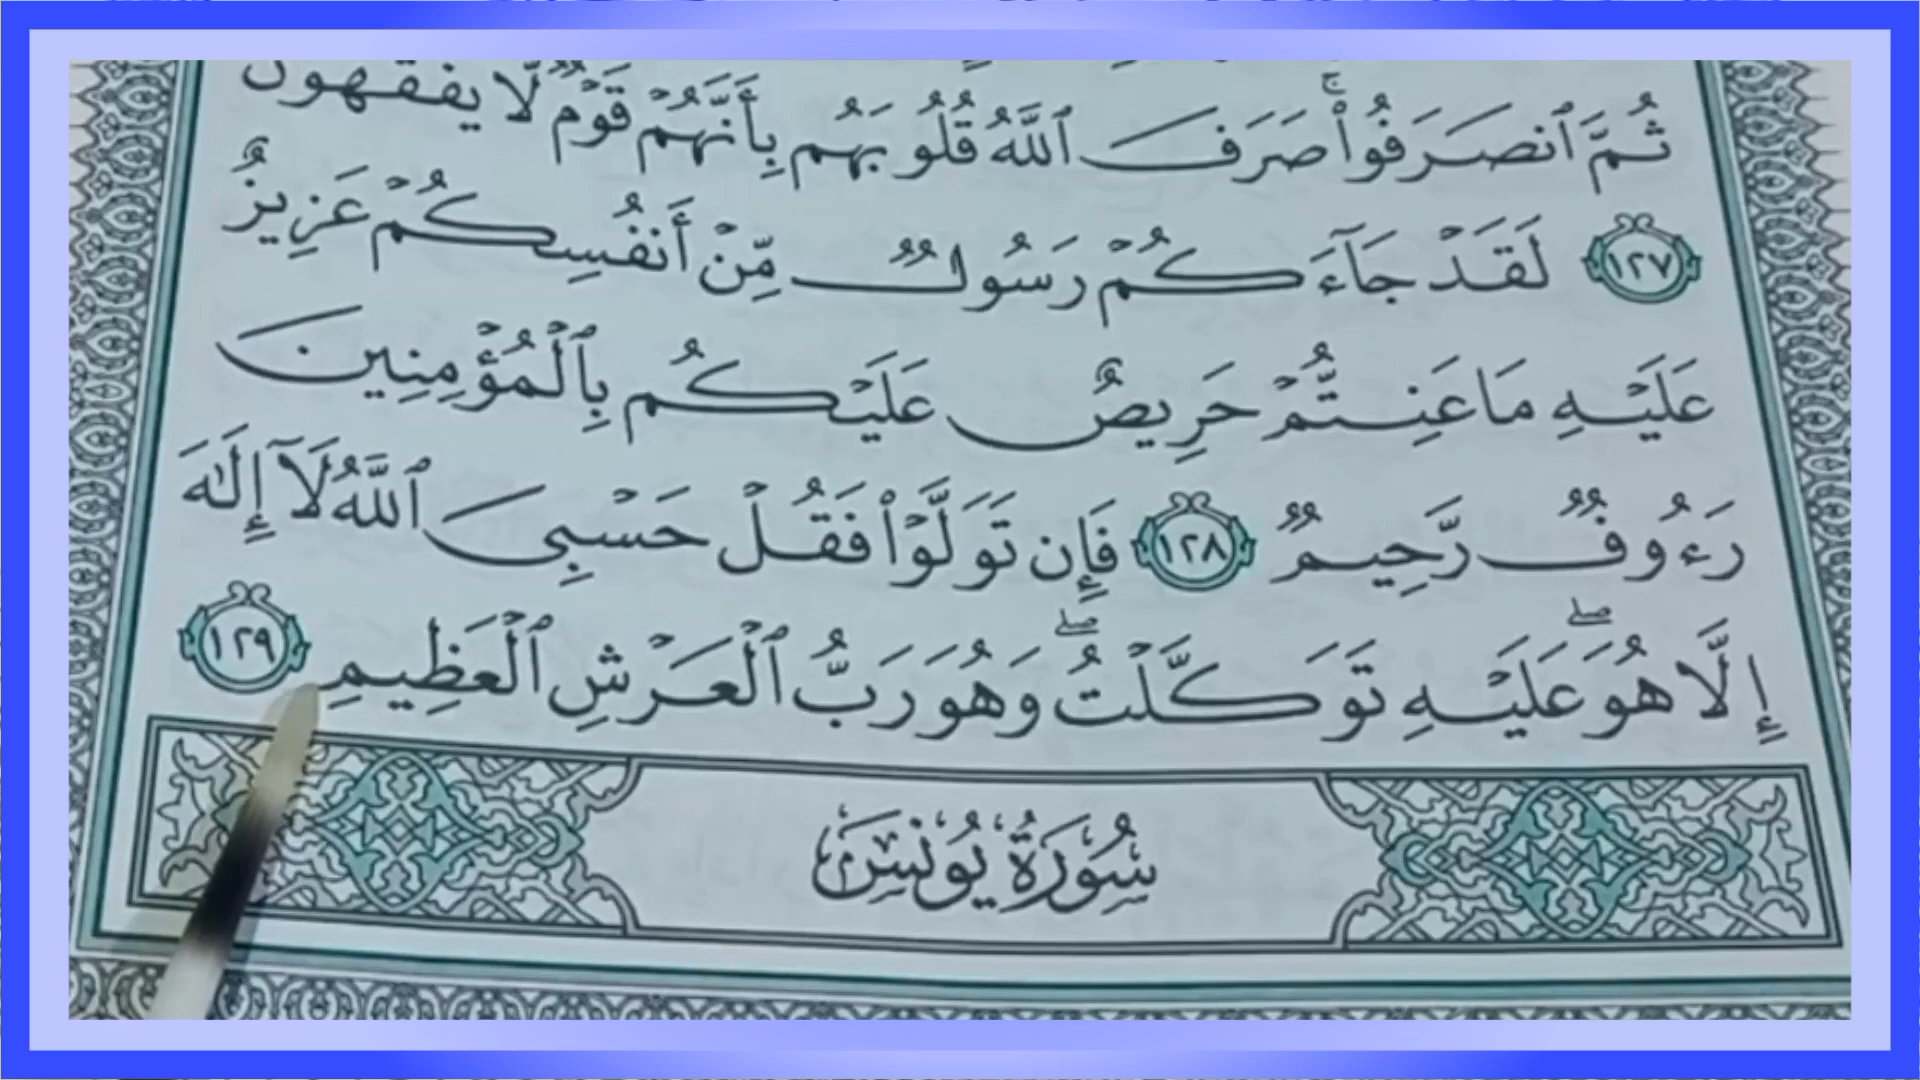 ثُمَّ ٱنصَرَفُوا۟ ۚ صَرَفَ ٱللَّهُ قُلُوبَهُم بِأَنَّهُمْ قَوْمٌ لَّا يَفْقَهُونَ
١٢٧ لَقَدْ جَآءَكُمْ رَسُولٌ مِّنْ أَنفُسِكُمْ عَزِيزٌ
عَلَيْهِ مَا عَنِتُّمْ حَرِيصٌ عَلَيْكُم بِٱلْمُؤْمِنِينَ
رَءُوفٌ رَّحِيمٌ ١٢٨ فَإِن تَوَلَّوْا۟ فَقُلْ حَسْبِىَ ٱللَّهُ لَآ إِلَٰهَ
إِلَّا هُوَ ۖ عَلَيْهِ تَوَكَّلْتُ ۖ وَهُوَ رَبُّ ٱلْعَرْشِ ٱلْعَظِيمِ ١٢٩
سُورَةُ يُونُسَ